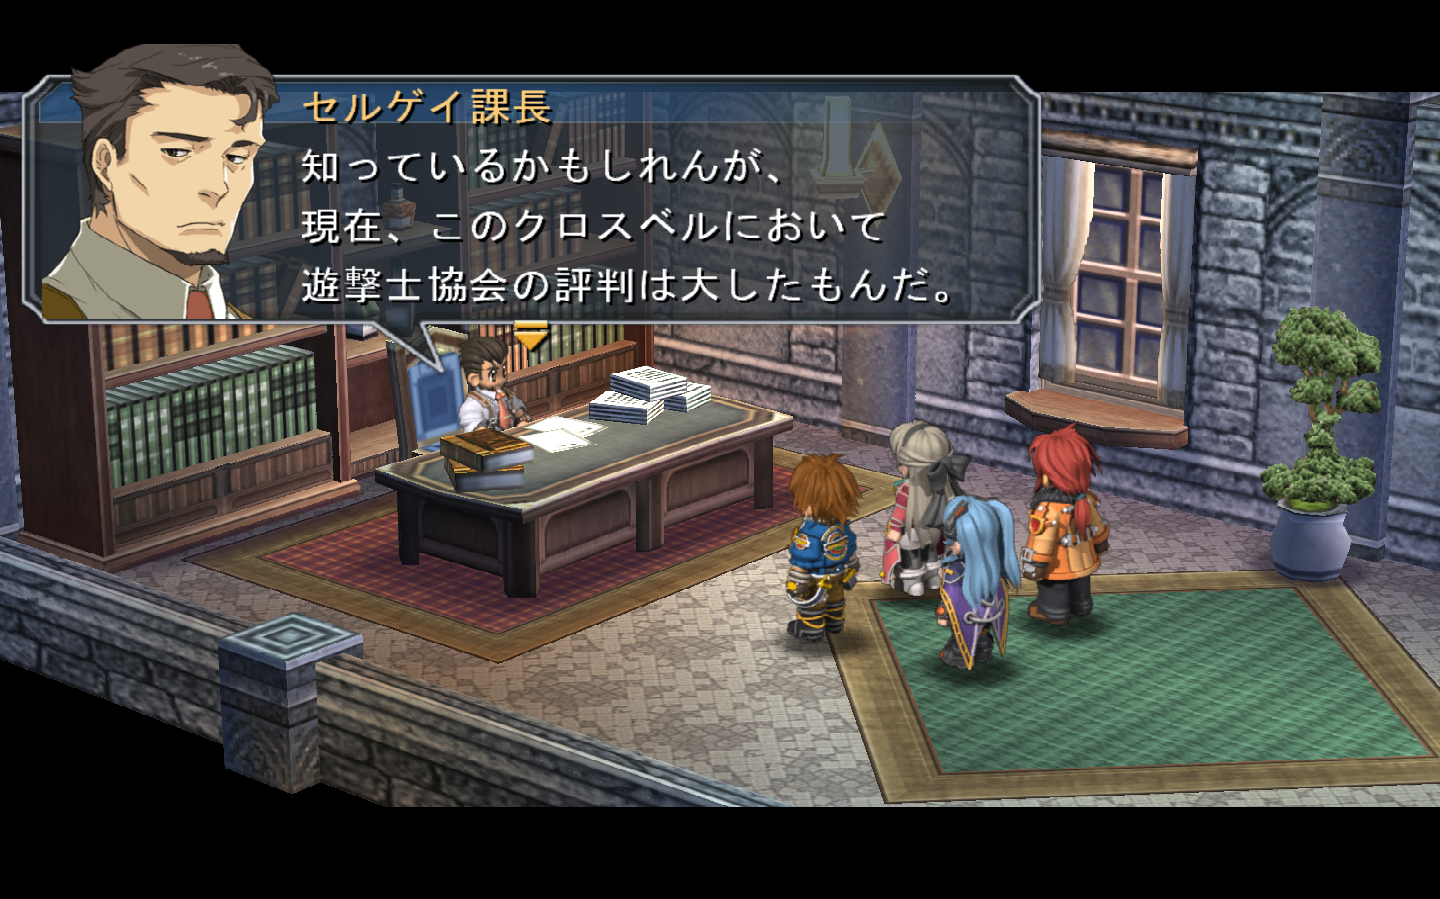 セルゲイ課長
知っているかもしれんが、
現在、このクロスベルにおいて
遊撃士協会の評判は大したもんだ。